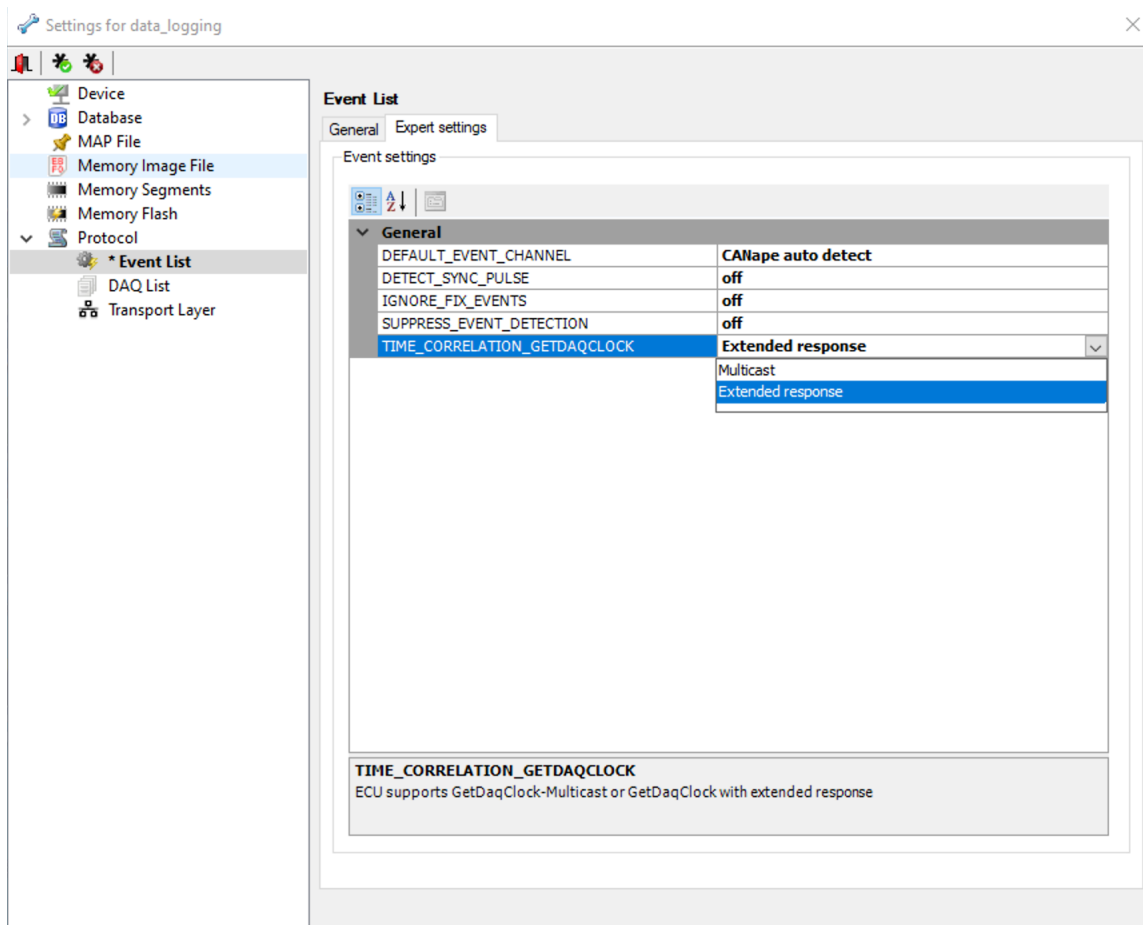 Settings for data_logging
Device
Database
MAP File
Memory Image File
Memory Segments
Memory Flash
Protocol
* Event List
DAQ List
Transport Layer
Event List
General
Expert settings
Event settings
General
DEFAULT_EVENT_CHANNEL CANape auto detect
DETECT_SYNC_PULSE off
IGNORE_FIX_EVENTS off
SUPPRESS_EVENT_DETECTION off
TIME_CORRELATION_GETDAQCLOCK Extended response
Multicast
Extended response
TIME_CORRELATION_GETDAQCLOCK
ECU supports GetDaqClock-Multicast or GetDaqClock with extended response